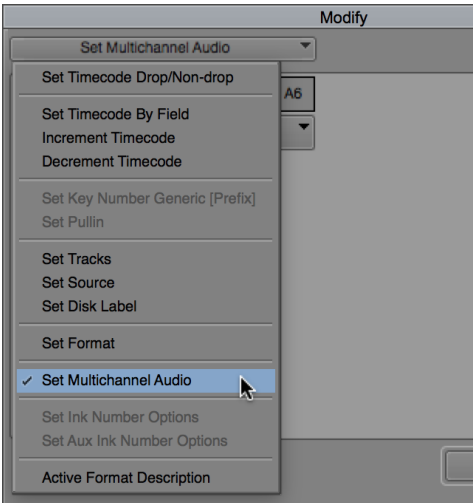 Modify
Set Multichannel Audio
A6
Set Timecode Drop/Non-drop
Set Timecode By Field
Increment Timecode
Decrement Timecode
Set Key Number Generic [Prefix]
Set Pullin
Set Tracks
Set Source
Set Disk Label
Set Format
Set Multichannel Audio
Set Ink Number Options
Set Aux Ink Number Options
Active Format Description